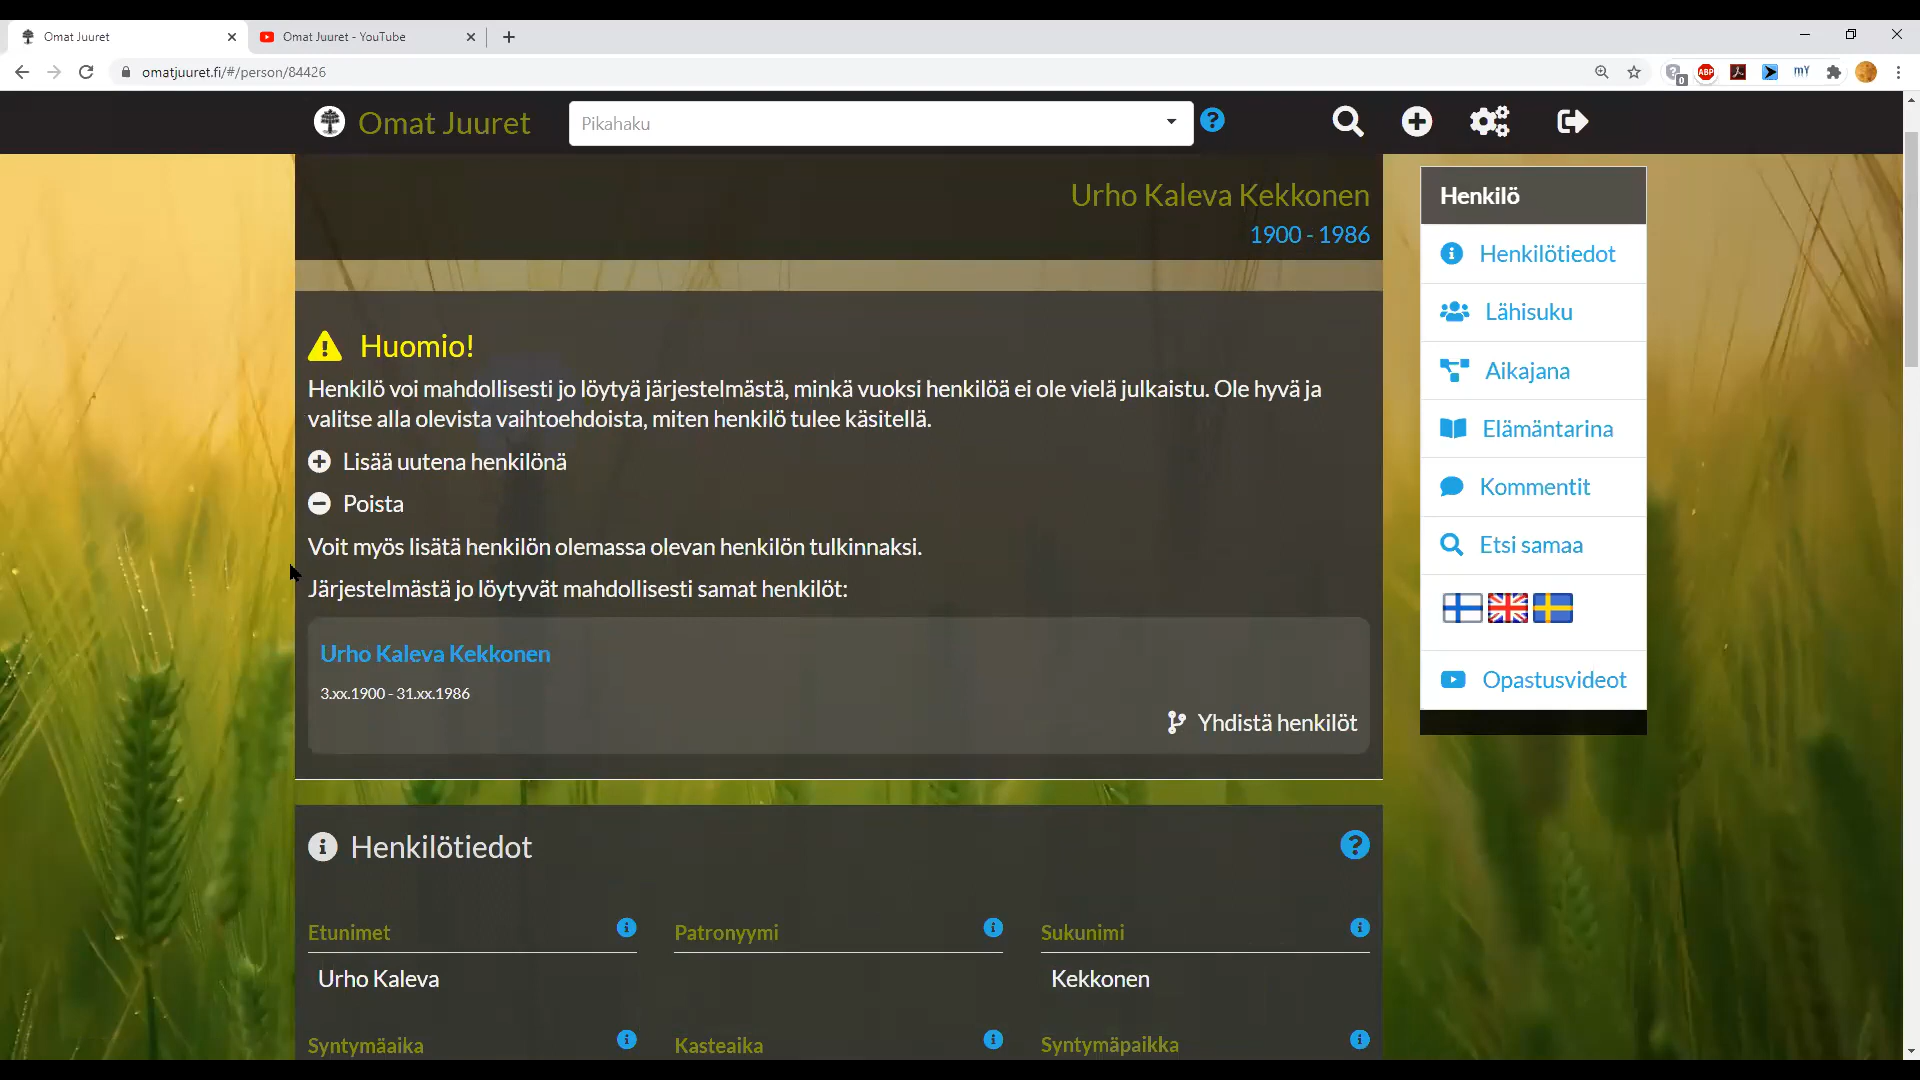 Omat Juuret
Omat Juuret - YouTube
omatjuuret.fi/#/person/84426
0
ABP
mY
Omat Juuret
Pikahaku
Urho Kaleva Kekkonen
1900 - 1986
Huomio!
Henkilö voi mahdollisesti jo löytyä järjestelmästä, minkä vuoksi henkilöä ei ole vielä julkaistu. Ole hyvä ja
valitse alla olevista vaihtoehdoista, miten henkilö tulee käsitellä.
Lisää uutena henkilönä
Poista
Voit myös lisätä henkilön olemassa olevan henkilön tulkinnaksi.
Järjestelmästä jo löytyvät mahdollisesti samat henkilöt:
Urho Kaleva Kekkonen
3.xx.1900 - 31.xx.1986
Yhdistä henkilöt
Henkilötiedot
Etunimet
Patronyymi
Sukunimi
Urho Kaleva
Kekkonen
Syntymäaika
Kasteaika
Syntymäpaikka
Henkilö
Henkilötiedot
Lähisuku
Aikajana
Elämäntarina
Kommentit
Etsi samaa
Opastusvideot